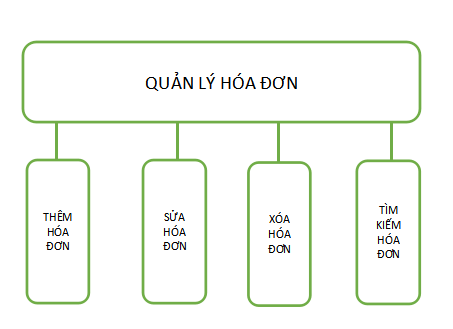 QUẢN LÝ HÓA ĐƠN
THÊM
HÓA
ĐƠN
SỬA
HÓA
ĐƠN
XÓA
HÓA
ĐƠN
TÌM
KIẾM
HÓA
ĐƠN